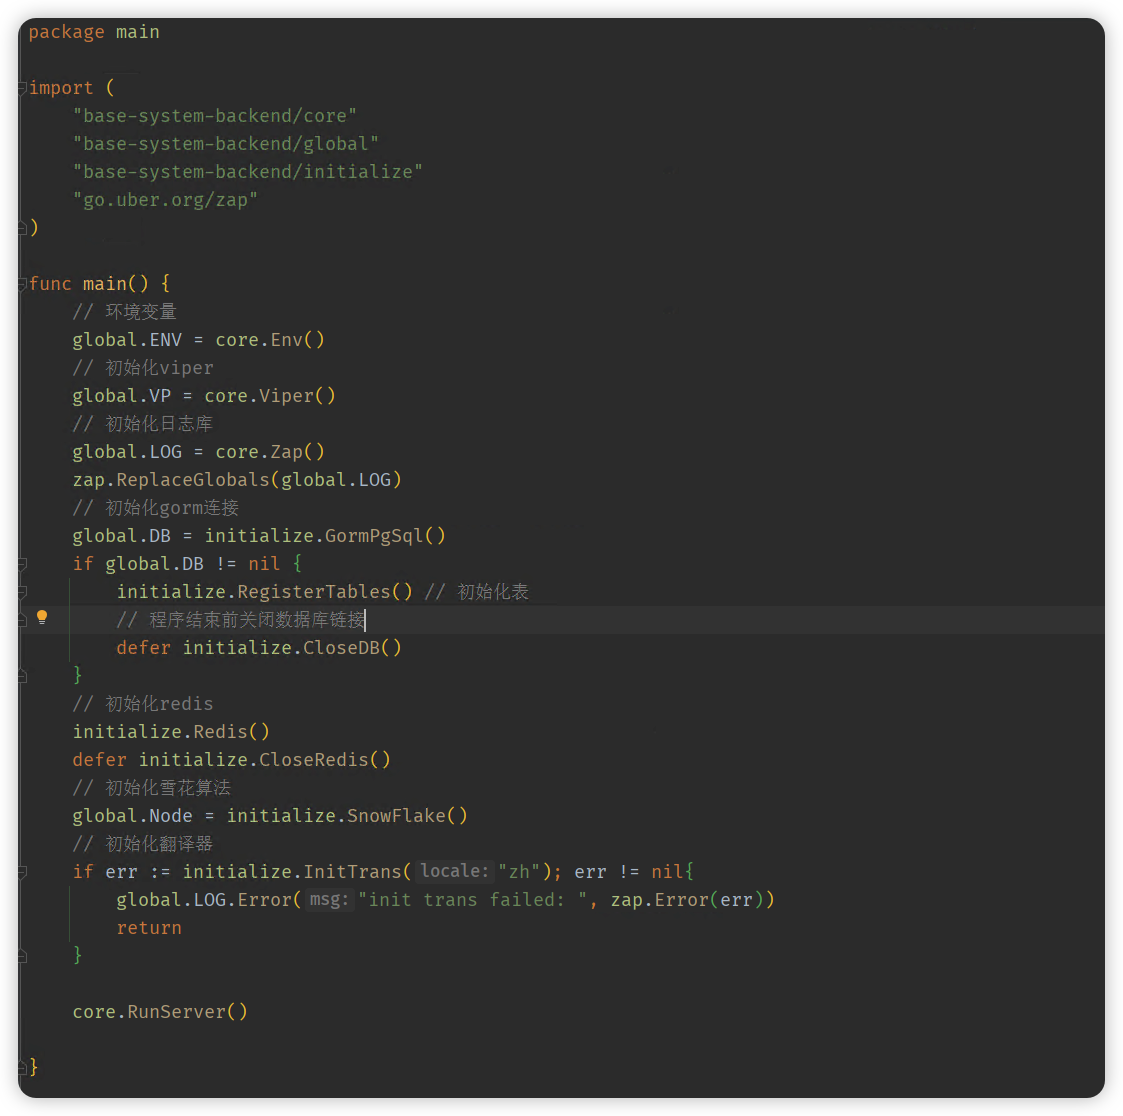 package main
import (
"base-system-backend/core"
"base-system-backend/global"
"base-system-backend/initialize"
"go.uber.org/zap"
)
func main() {
// 环境变量
global.ENV = core.Env()
// 初始化viper
global.VP = core.Viper()
// 初始化日志库
global.LOG = core.Zap()
zap.ReplaceGlobals(global.LOG)
// 初始化gorm连接
global.DB = initialize.GormPgSql()
if global.DB != nil {
initialize.RegisterTables() // 初始化表
// 程序结束前关闭数据库链接
defer initialize.CloseDB()
}
// 初始化redis
initialize.Redis()
defer initialize.CloseRedis()
// 初始化雪花算法
global.Node = initialize.SnowFlake()
// 初始化翻译器
if err := initialize.InitTrans( locale: "zh"); err != nil{
global.LOG.Error( msg: "init trans failed: ", zap.Error(err))
return
}
core.RunServer()
}